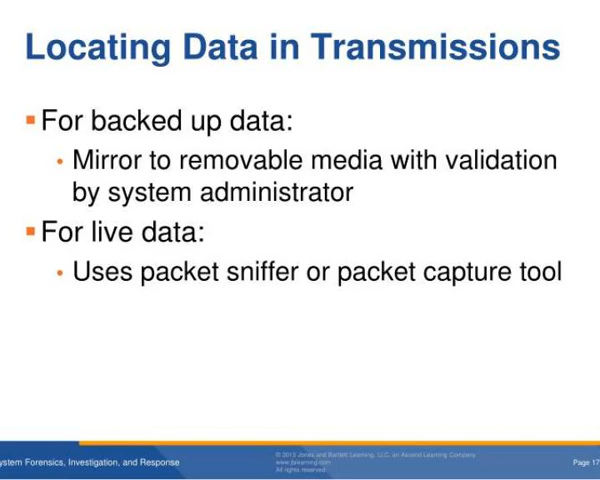 Locating Data in Transmissions
For backed up data:
Mirror to removable media with validation
by system administrator
For live data:
Uses packet sniffer or packet capture tool
ystem Forensics, Investigation, and Response
© 2013 Jones and Bartlett Learning, LLC, an Ascend Learning Company
www.jblearning.com
All rights reserved.
Page 17